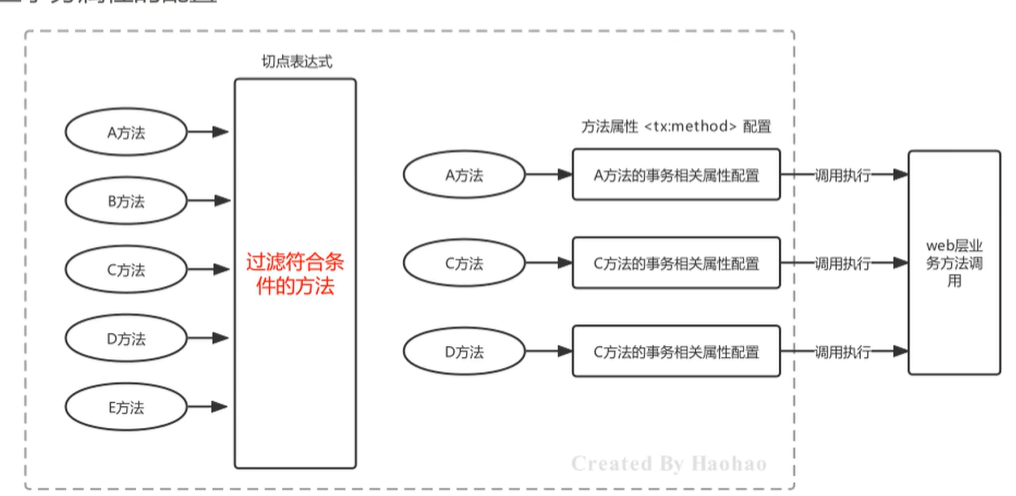 切点表达式
A方法
B方法
C方法
D方法
E方法
过滤符合条
件的方法
方法属性 <tx:method> 配置
A方法
A方法的事务相关属性配置
调用执行
C方法
C方法的事务相关属性配置
调用执行
D方法
C方法的事务相关属性配置
调用执行
web层业
务方法调
用
Created By Haohao